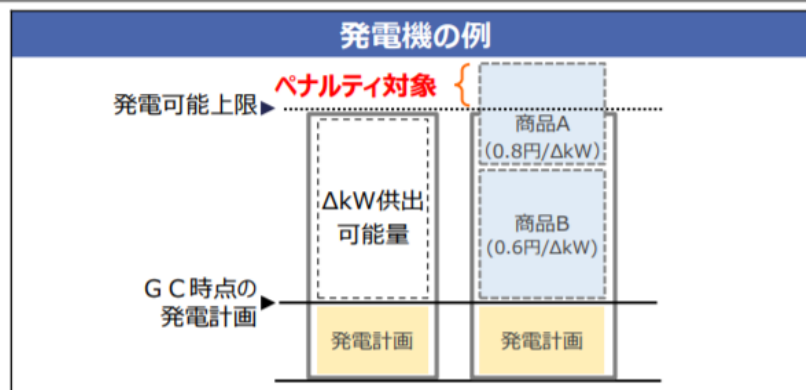 発電機の例
ペナルティ対象
発電可能上限
商品A
(0.8円/ΔkW)
ΔkW供出
可能量
商品B
(0.6円/ΔkW)
GC時点の
発電計画
発電計画
発電計画